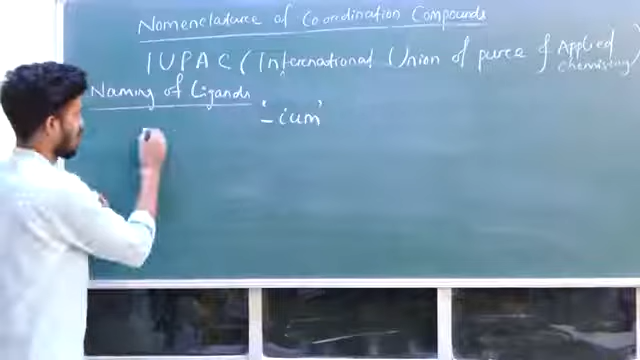 Nomenclature of Coordination Compounds
IUPAC (International Union of pure & Applied Chemistry)
Naming of Ligands
'-ium'